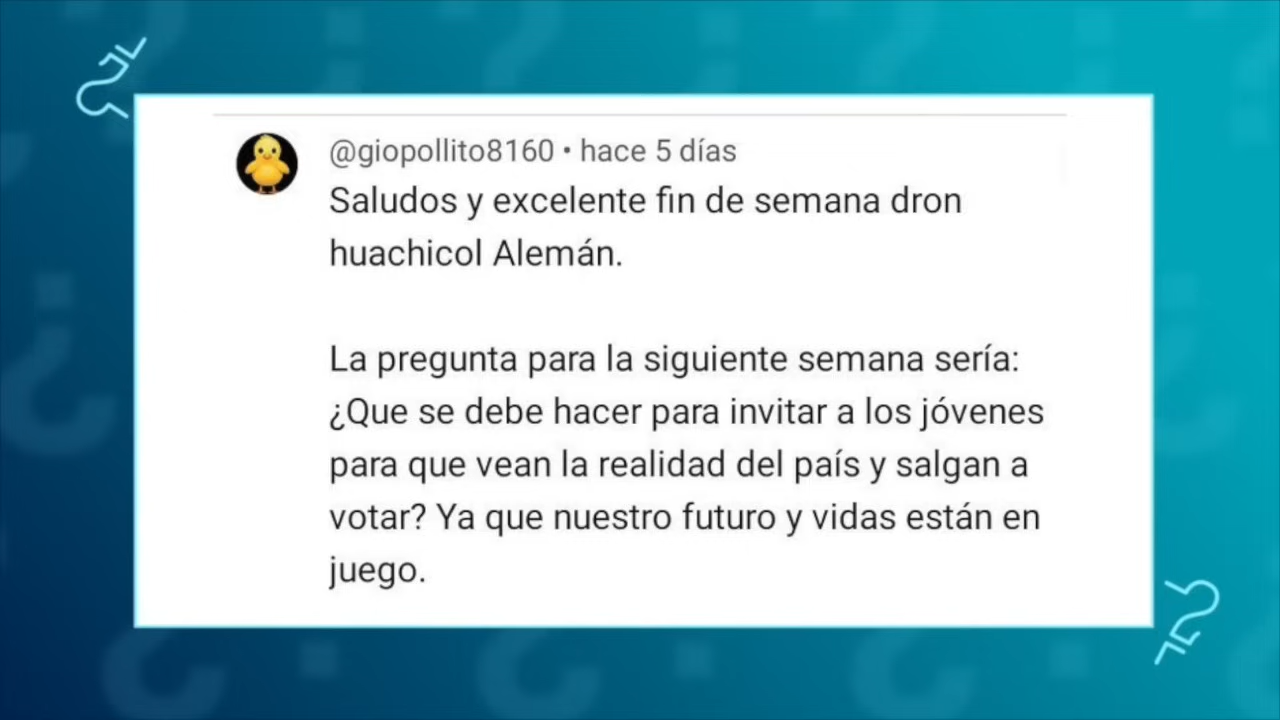 @giopollito8160 • hace 5 días
Saludos y excelente fin de semana dron
huachicol Alemán.
La pregunta para la siguiente semana sería:
¿Que se debe hacer para invitar a los jóvenes
para que vean la realidad del país y salgan a
votar? Ya que nuestro futuro y vidas están en
juego.